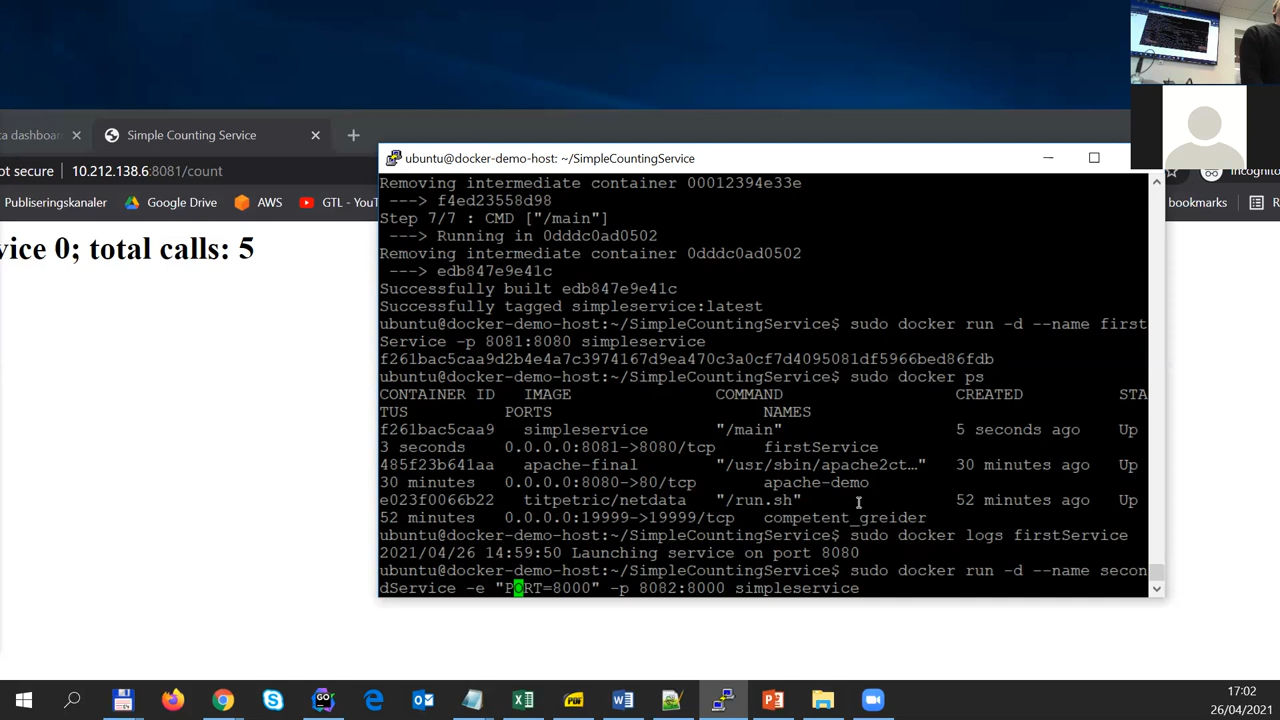 ta dashboa
Simple Counting Service
ot secure
10.212.138.6:8081/count
Publiseringskanaler
Google Drive
AWS
GTL - YouT
bookmarks
vice 0; total calls: 5
ubuntu@docker-demo-host: ~/SimpleCountingService
Removing intermediate container 00012394e33e
---> f4ed23558d98
Step 7/7 : CMD ["/main"]
---> Running in 0dddc0ad0502
Removing intermediate container 0dddc0ad0502
---> edb847e9e41c
Successfully built edb847e9e41c
Successfully tagged simpleservice:latest
ubuntu@docker-demo-host:~/SimpleCountingService$ sudo docker run -d --name first
Service -p 8081:8080 simpleservice
f261bac5caa9d2b4e4a7c3974167d9ea470c3a0cf7d4095081df5966bed86fdb
ubuntu@docker-demo-host:~/SimpleCountingService$ sudo docker ps
CONTAINER ID IMAGE COMMAND CREATED STA
TUS PORTS NAMES
f261bac5caa9 simpleservice "/main" 5 seconds ago Up
3 seconds 0.0.0.0:8081->8080/tcp firstService
485f23b641aa apache-final "/usr/sbin/apache2ct…" 30 minutes ago Up
30 minutes 0.0.0.0:8080->80/tcp apache-demo
e023f0066b22 titpetric/netdata "/run.sh" 52 minutes ago Up
52 minutes 0.0.0.0:19999->19999/tcp competent_greider
ubuntu@docker-demo-host:~/SimpleCountingService$ sudo docker logs firstService
2021/04/26 14:59:50 Launching service on port 8080
ubuntu@docker-demo-host:~/SimpleCountingService$ sudo docker run -d --name secon
dService -e "PORT=8000" -p 8082:8000 simpleservice
17:02
26/04/2021